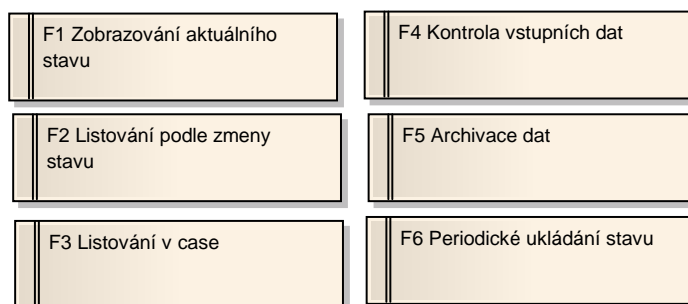 F1 Zobrazování aktuálního
stavu
F2 Listování podle zmeny
stavu
F3 Listování v case
F4 Kontrola vstupních dat
F5 Archivace dat
F6 Periodické ukládání stavu